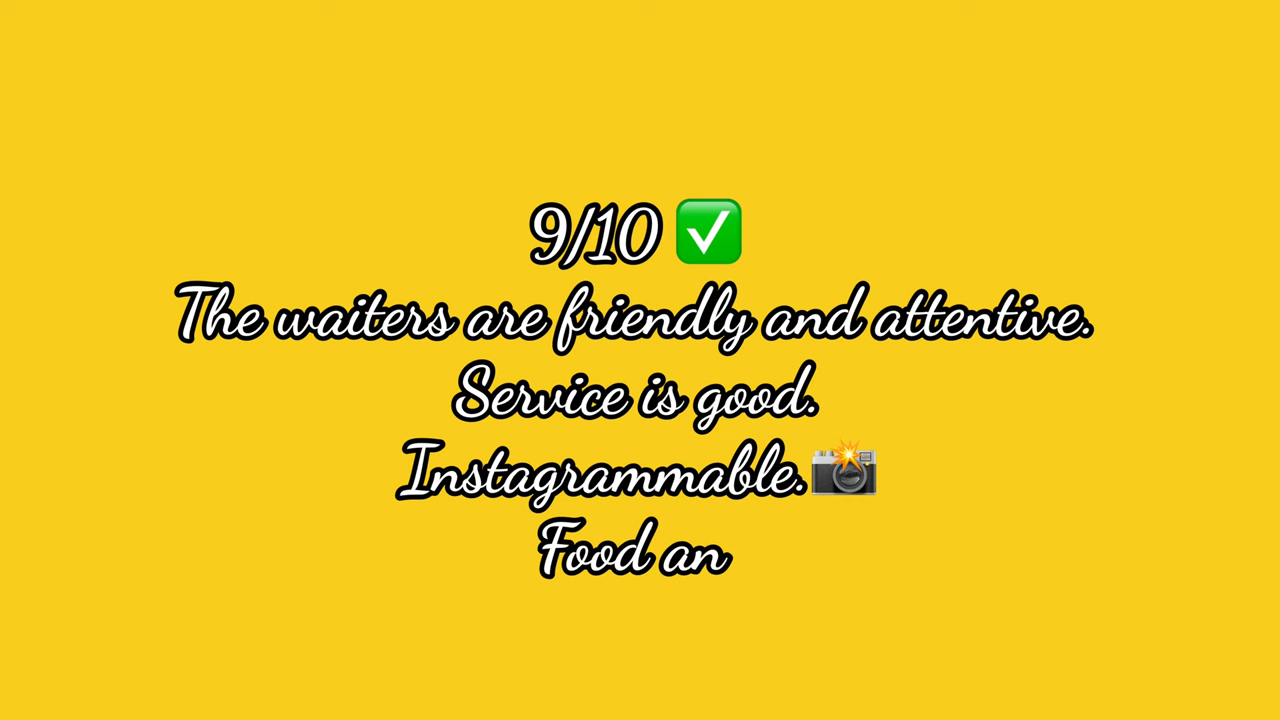 9/10 ✅
The waiters are friendly and attentive.
Service is good.
Instagrammable.📸
Food an